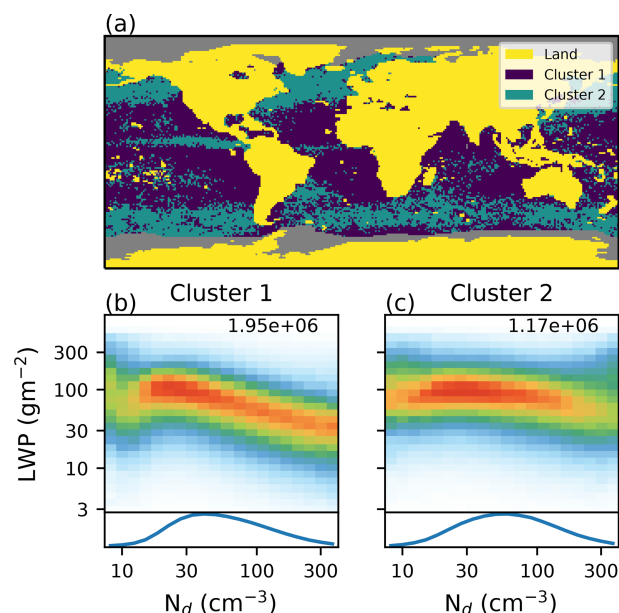 (a)
Land
Cluster 1
Cluster 2
(b) Cluster 1
(c) Cluster 2
1.95e+06
1.17e+06
300
100
30
10
3
LWP (gm⁻²)
10 30 100 300
10 30 100 300
N_d (cm⁻³)
N_d (cm⁻³)